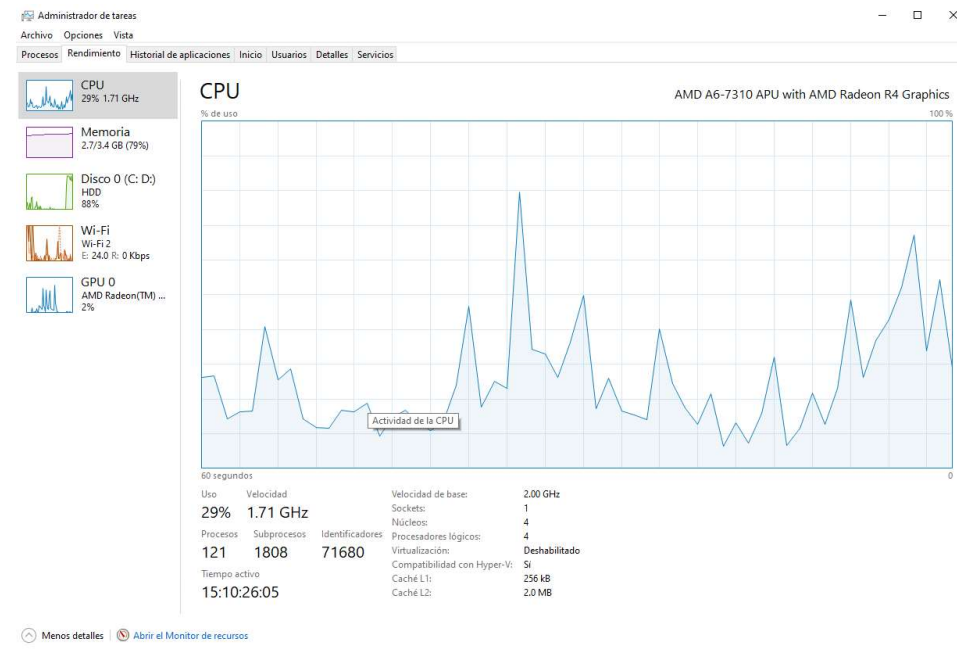 Administrador de tareas
Archivo Opciones Vista
Procesos Rendimiento Historial de aplicaciones Inicio Usuarios Detalles Servicios
CPU
29% 1.71 GHz
Memoria
2.7/3.4 GB (79%)
Disco 0 (C: D:)
HDD
88%
Wi-Fi
Wi-Fi 2
E: 24.0 R: 0 Kbps
GPU 0
AMD Radeon(TM) ...
2%
CPU
AMD A6-7310 APU with AMD Radeon R4 Graphics
% de uso
100 %
Actividad de la CPU
60 segundos
0
Uso Velocidad
29% 1.71 GHz
Procesos Subprocesos Identificadores
121 1808 71680
Tiempo activo
15:10:26:05
Velocidad de base: 2.00 GHz
Sockets: 1
Núcleos: 4
Procesadores lógicos: 4
Virtualización: Deshabilitado
Compatibilidad con Hyper-V: Sí
Caché L1: 256 kB
Caché L2: 2.0 MB
Menos detalles Abrir el Monitor de recursos